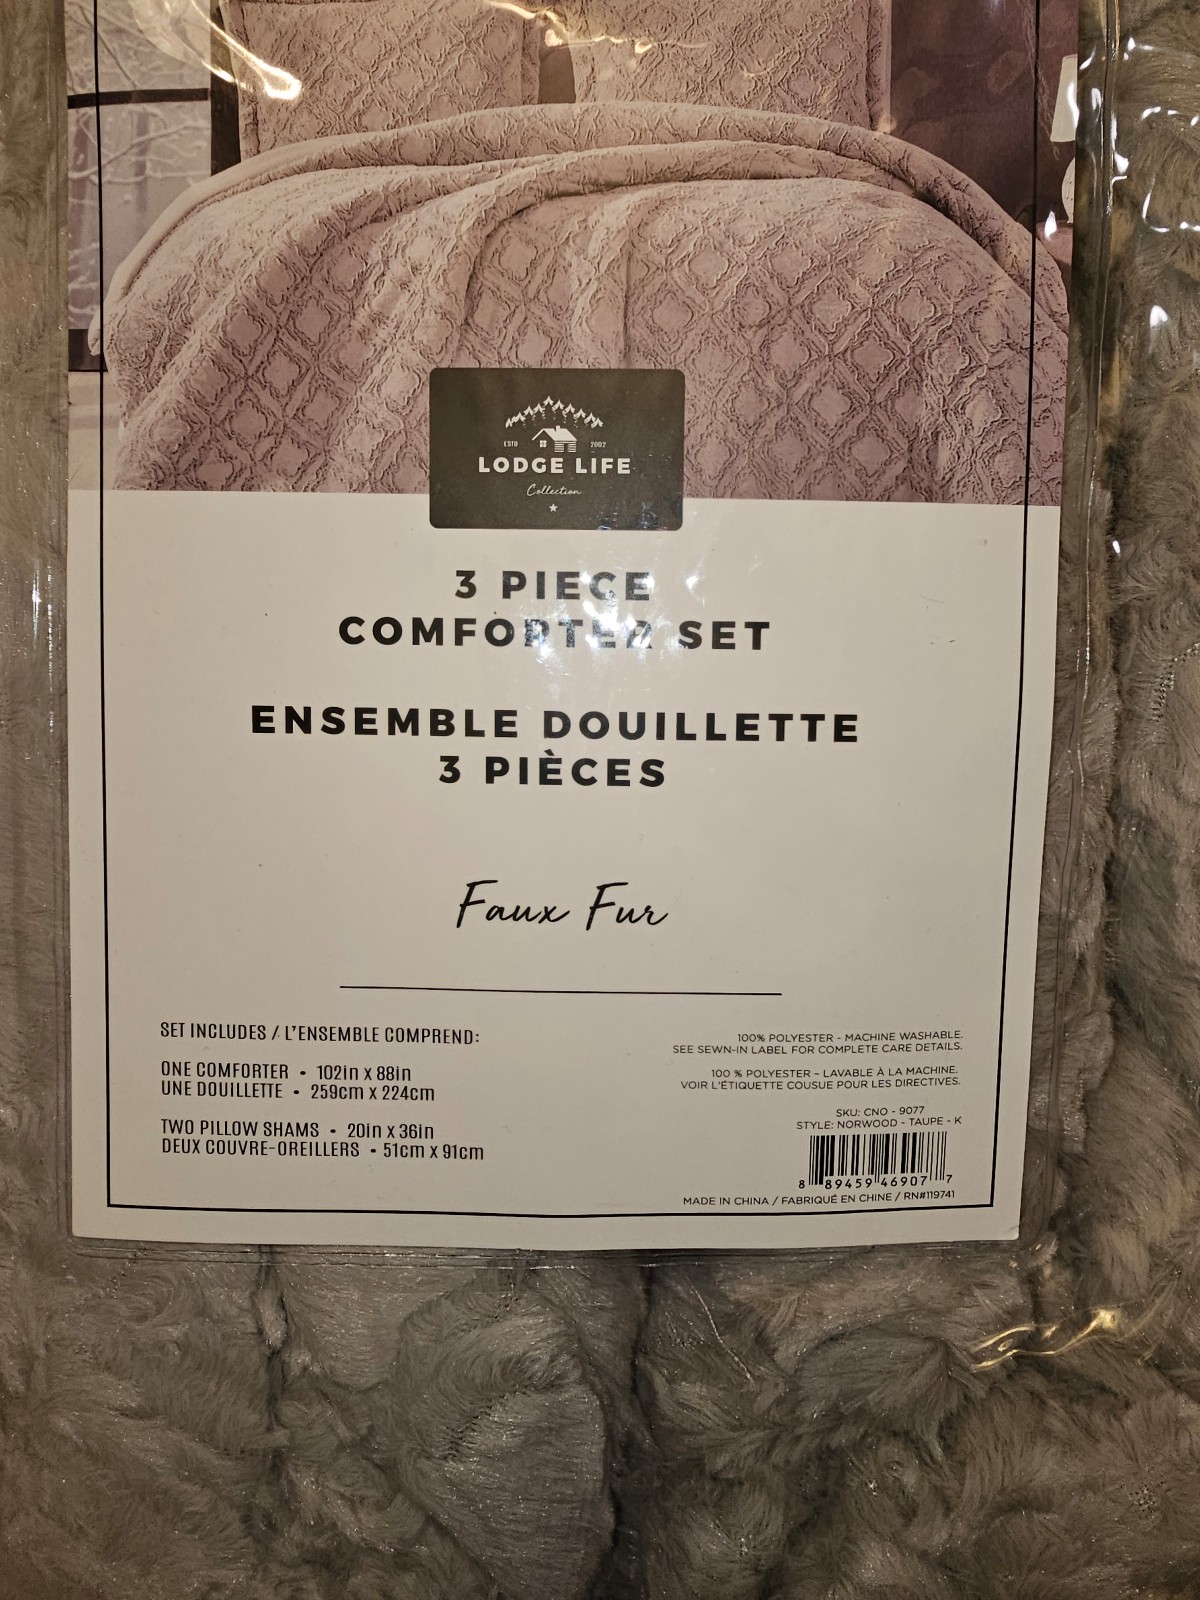 ESTD 2002
LODGE LIFE
Collection
3 PIECE
COMFORTER SET
ENSEMBLE DOUILLETTE
3 PIÈCES
Faux Fur
SET INCLUDES / L'ENSEMBLE COMPREND:
ONE COMFORTER • 102in x 88in
UNE DOUILLETTE • 259cm x 224cm
TWO PILLOW SHAMS • 20in x 36in
DEUX COUVRE-OREILLERS • 51cm x 91cm
100% POLYESTER - MACHINE WASHABLE.
SEE SEWN-IN LABEL FOR COMPLETE CARE DETAILS.
100 % POLYESTER – LAVABLE À LA MACHINE.
VOIR L'ÉTIQUETTE COUSUE POUR LES DIRECTIVES.
SKU: CNO - 9077
STYLE: NORWOOD - TAUPE - K
8 89459 46907 7
MADE IN CHINA / FABRIQUÉ EN CHINE / RN#119741